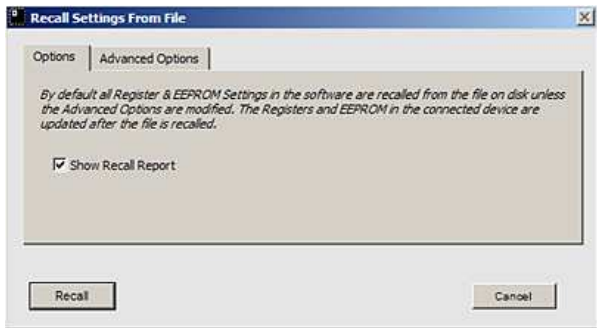 Recall Settings From File
Options
Advanced Options
By default all Register & EEPROM Settings in the software are recalled from the file on disk unless
the Advanced Options are modified. The Registers and EEPROM in the connected device are
updated after the file is recalled.
Show Recall Report
Recall
Cancel